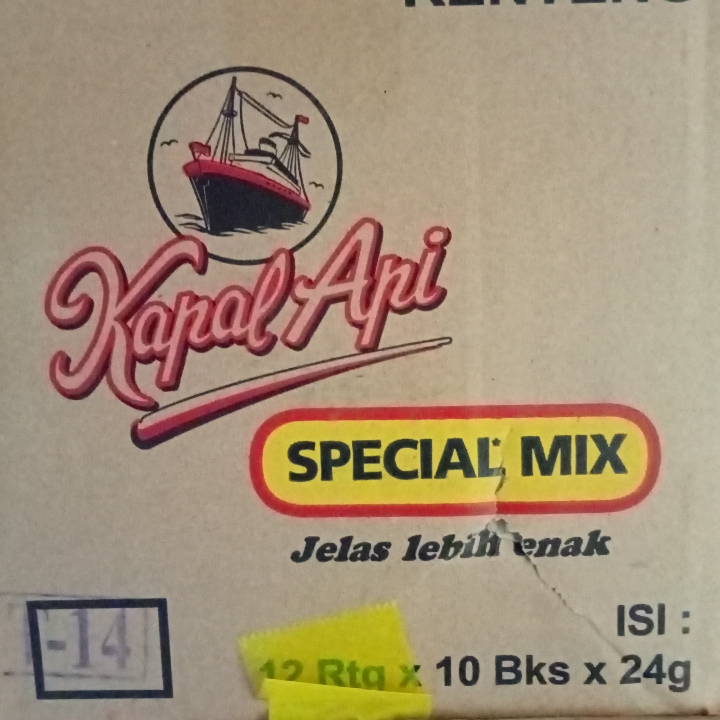 Kapal Api
SPECIAL MIX
Jelas lebih enak
ISI :
12 Rtg x 10 Bks x 24g
-14